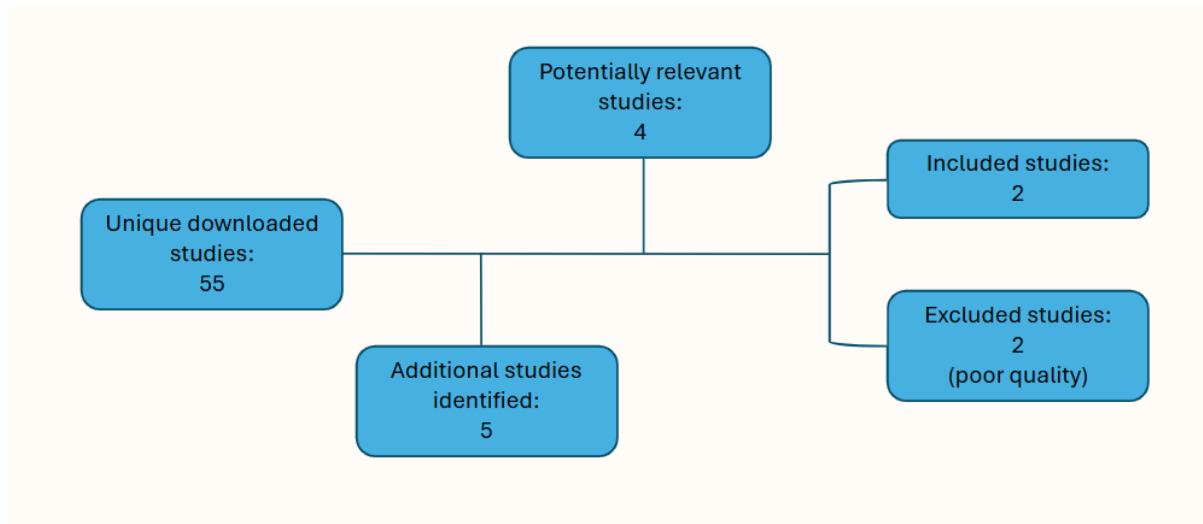 Potentially relevant
studies:
4
Included studies:
2
Unique downloaded
studies:
55
Excluded studies:
2
(poor quality)
Additional studies
identified:
5